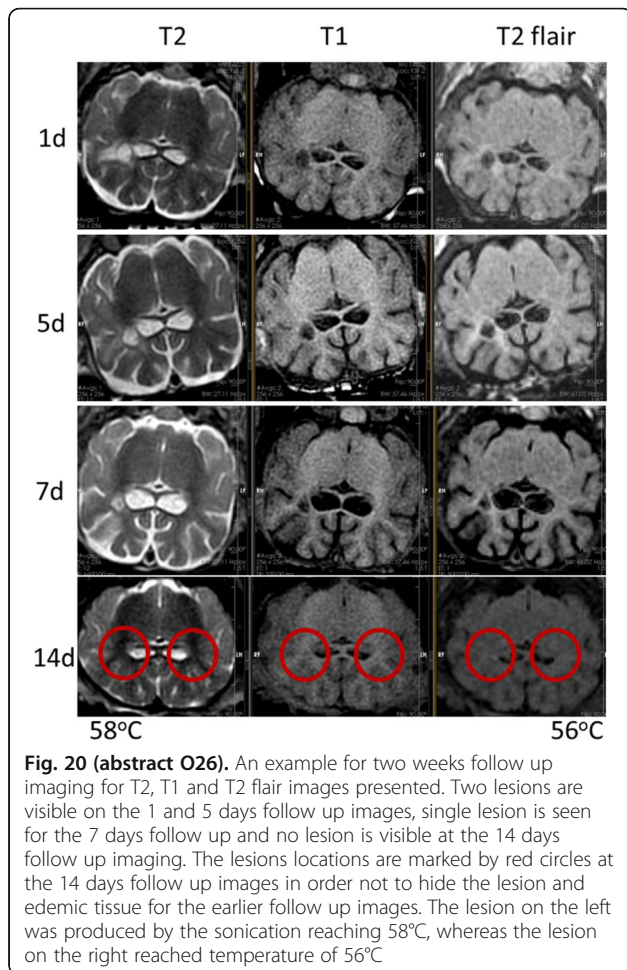 T2 T1 T2 flair
1d
5d
7d
14d
58°C 56°C
Fig. 20 (abstract O26). An example for two weeks follow up
imaging for T2, T1 and T2 flair images presented. Two lesions are
visible on the 1 and 5 days follow up images, single lesion is seen
for the 7 days follow up and no lesion is visible at the 14 days
follow up imaging. The lesions locations are marked by red circles at
the 14 days follow up images in order not to hide the lesion and
edemic tissue for the earlier follow up images. The lesion on the left
was produced by the sonication reaching 58°C, whereas the lesion
on the right reached temperature of 56°C